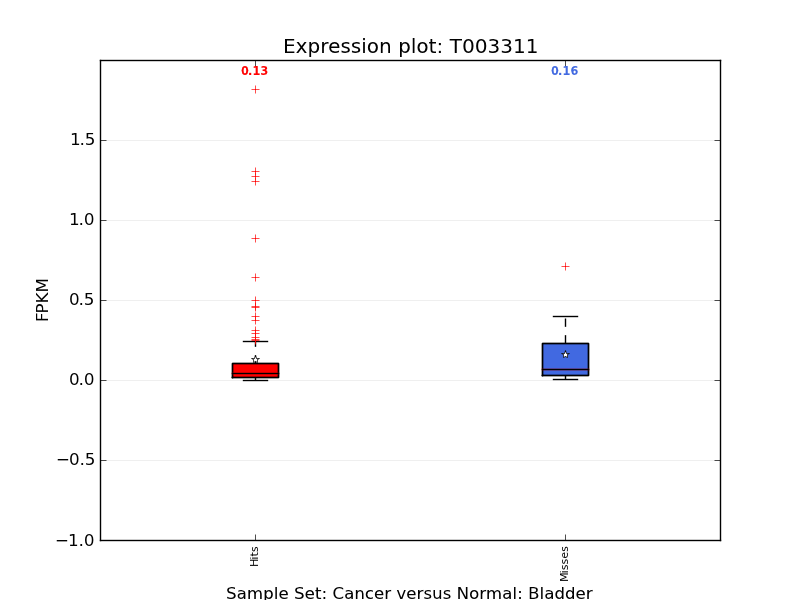 Expression plot: T003311
0.13 0.16
1.5
1.0
0.5
0.0
−0.5
−1.0
FPKM
Hits Misses
Sample Set: Cancer versus Normal: Bladder